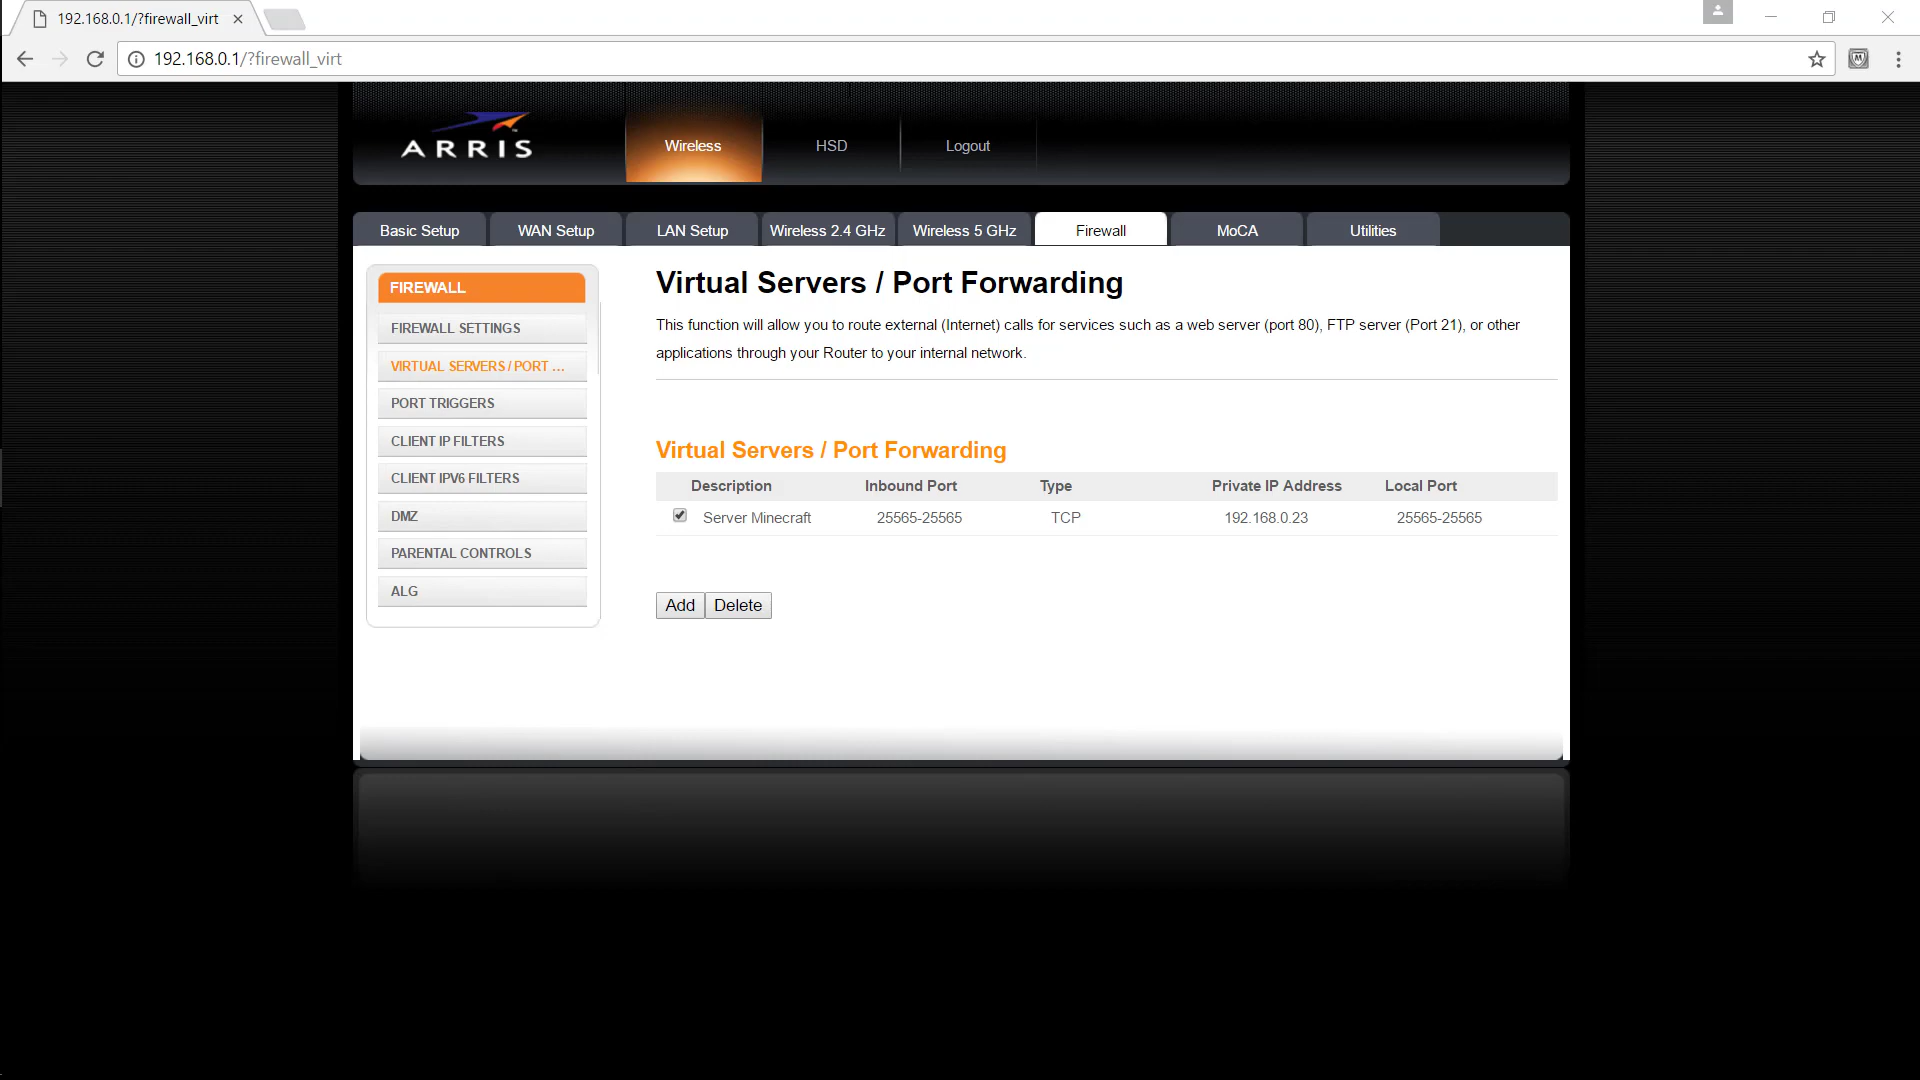 192.168.0.1/?firewall_virt
192.168.0.1/?firewall_virt
ARRIS
Wireless
HSD
Logout
Basic Setup
WAN Setup
LAN Setup
Wireless 2.4 GHz
Wireless 5 GHz
Firewall
MoCA
Utilities
FIREWALL
FIREWALL SETTINGS
VIRTUAL SERVERS / PORT ...
PORT TRIGGERS
CLIENT IP FILTERS
CLIENT IPV6 FILTERS
DMZ
PARENTAL CONTROLS
ALG
Virtual Servers / Port Forwarding
This function will allow you to route external (Internet) calls for services such as a web server (port 80), FTP server (Port 21), or other
applications through your Router to your internal network.
Virtual Servers / Port Forwarding
Description Inbound Port Type Private IP Address Local Port
Server Minecraft 25565-25565 TCP 192.168.0.23 25565-25565
Add Delete